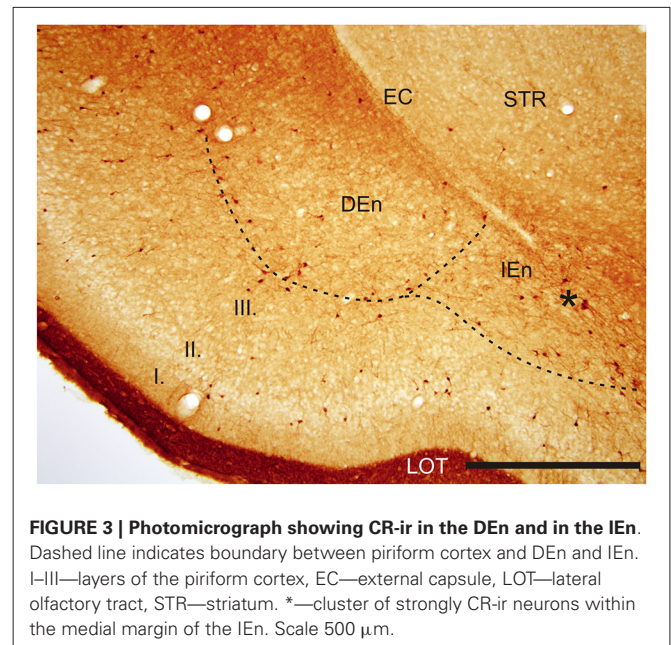 EC
STR
DEn
IEn
*
III.
II.
I.
LOT
FIGURE 3 | Photomicrograph showing CR-ir in the DEn and in the IEn.
Dashed line indicates boundary between piriform cortex and DEn and IEn.
I–III—layers of the piriform cortex, EC—external capsule, LOT—lateral
olfactory tract, STR—striatum. *—cluster of strongly CR-ir neurons within
the medial margin of the IEn. Scale 500 μm.